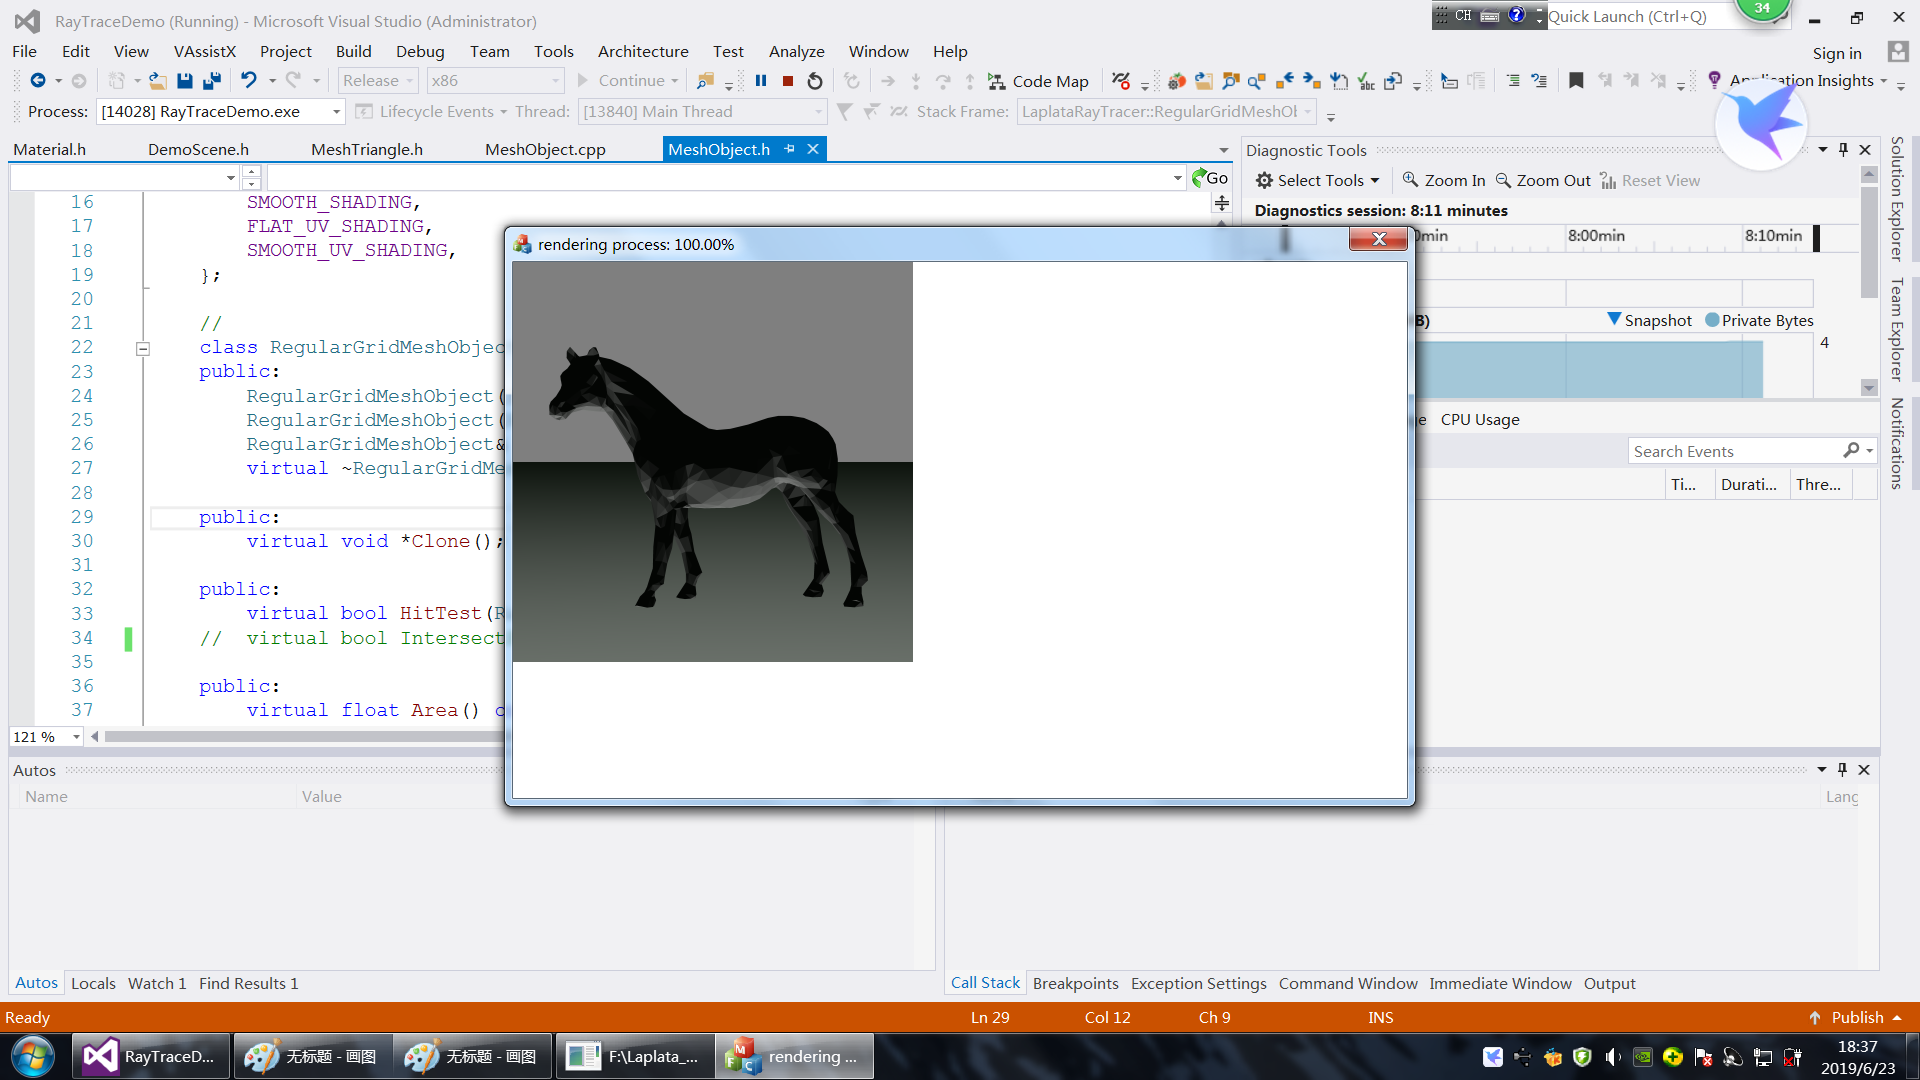 RayTraceDemo (Running) - Microsoft Visual Studio (Administrator)
CH
Quick Launch (Ctrl+Q)
34
File Edit View VAssistX Project Build Debug Team Tools Architecture Test Analyze Window Help
Sign in
Release x86 Continue Code Map Application Insights
Process: [14028] RayTraceDemo.exe Lifecycle Events Thread: [13840] Main Thread Stack Frame: LaplataRayTracer::RegularGridMeshOl
Material.h DemoScene.h MeshTriangle.h MeshObject.cpp MeshObject.h
Go
16 SMOOTH_SHADING,
17 FLAT_UV_SHADING,
18 SMOOTH_UV_SHADING,
19 };
20
21 //
22 class RegularGridMeshObjec
23 public:
24 RegularGridMeshObject(
25 RegularGridMeshObject(
26 RegularGridMeshObject&
27 virtual ~RegularGridMe
28
29 public:
30 virtual void *Clone();
31
32 public:
33 virtual bool HitTest(R
34 // virtual bool Intersect
35
36 public:
37 virtual float Area() c
121 %
rendering process: 100.00%
Diagnostic Tools
Select Tools Zoom In Zoom Out Reset View
Diagnostics session: 8:11 minutes
0min 8:00min 8:10min
B) Snapshot Private Bytes
4
e CPU Usage
Search Events
Ti... Durati... Thre...
Solution Explorer
Team Explorer
Notifications
Autos
Name Value
Lang
Autos Locals Watch 1 Find Results 1
Call Stack Breakpoints Exception Settings Command Window Immediate Window Output
Ready Ln 29 Col 12 Ch 9 INS Publish
RayTraceD... 无标题 - 画图 无标题 - 画图 F:\Laplata_... rendering ...
18:37
2019/6/23